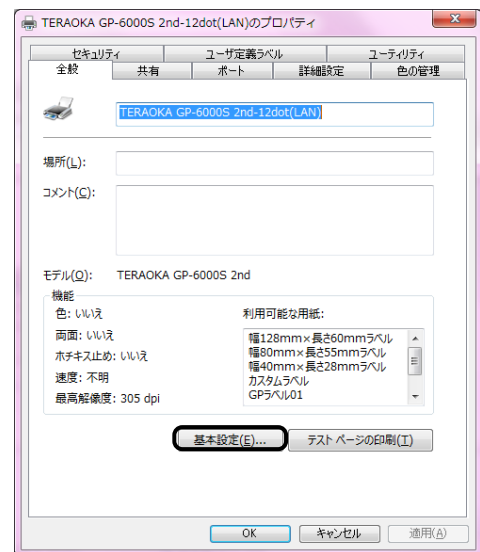 TERAOKA GP-6000S 2nd-12dot(LAN)のプロパティ
セキュリティ ユーザ定義ラベル ユーティリティ
全般 共有 ポート 詳細設定 色の管理
TERAOKA GP-6000S 2nd-12dot(LAN)
場所(L):
コメント(C):
モデル(O): TERAOKA GP-6000S 2nd
機能
色: いいえ
利用可能な用紙:
両面: いいえ
ホチキス止め: いいえ
速度: 不明
最高解像度: 305 dpi
幅128mm×長さ60mmラベル
幅80mm×長さ55mmラベル
幅40mm×長さ28mmラベル
カスタムラベル
GPラベル01
基本設定(E)... テスト ページの印刷(T)
OK キャンセル 適用(A)